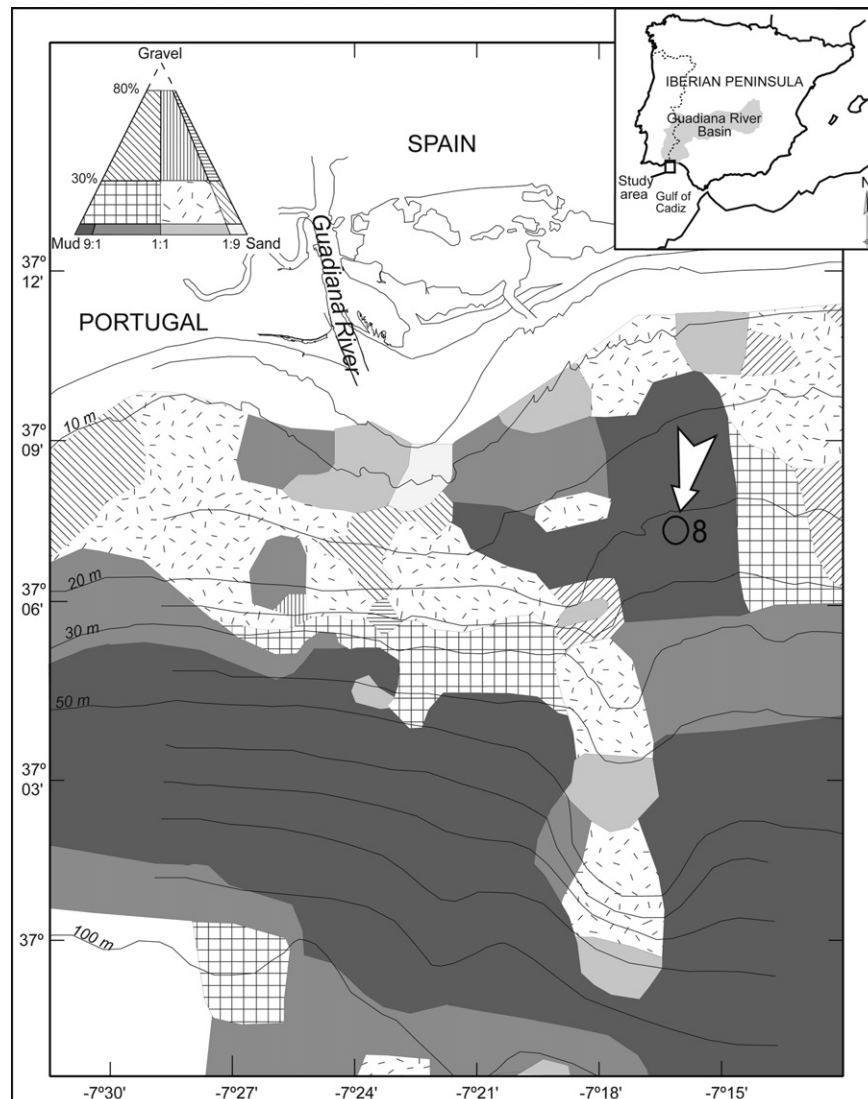 Gravel
80%
30%
Mud 9:1
1:1
1:9 Sand
SPAIN
PORTUGAL
Guadiana River
IBERIAN PENINSULA
Guadiana River
Basin
Study
area
Gulf of
Cadiz
N
8
10 m
20 m
30 m
50 m
100 m
37º
12'
37º
09'
37º
06'
37º
03'
37º
-7º30'
-7º27'
-7º24'
-7º21'
-7º18'
-7º15'